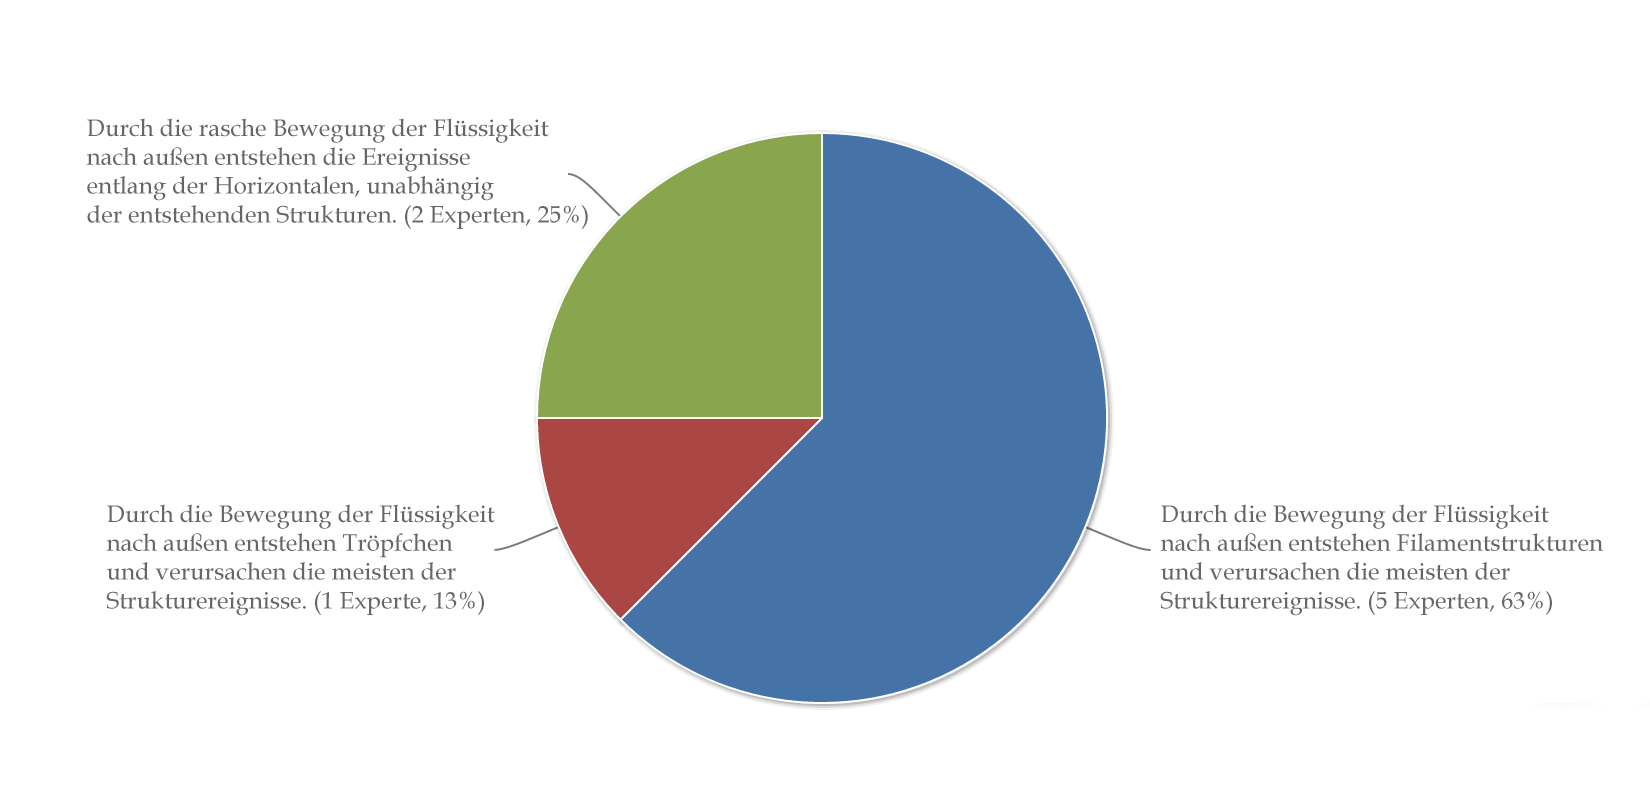 Durch die rasche Bewegung der Flüssigkeit
nach außen entstehen die Ereignisse
entlang der Horizontalen, unabhängig
der entstehenden Strukturen. (2 Experten, 25%)
Durch die Bewegung der Flüssigkeit
nach außen entstehen Tröpfchen
und verursachen die meisten der
Strukturereignisse. (1 Experte, 13%)
Durch die Bewegung der Flüssigkeit
nach außen entstehen Filamentstrukturen
und verursachen die meisten der
Strukturereignisse. (5 Experten, 63%)